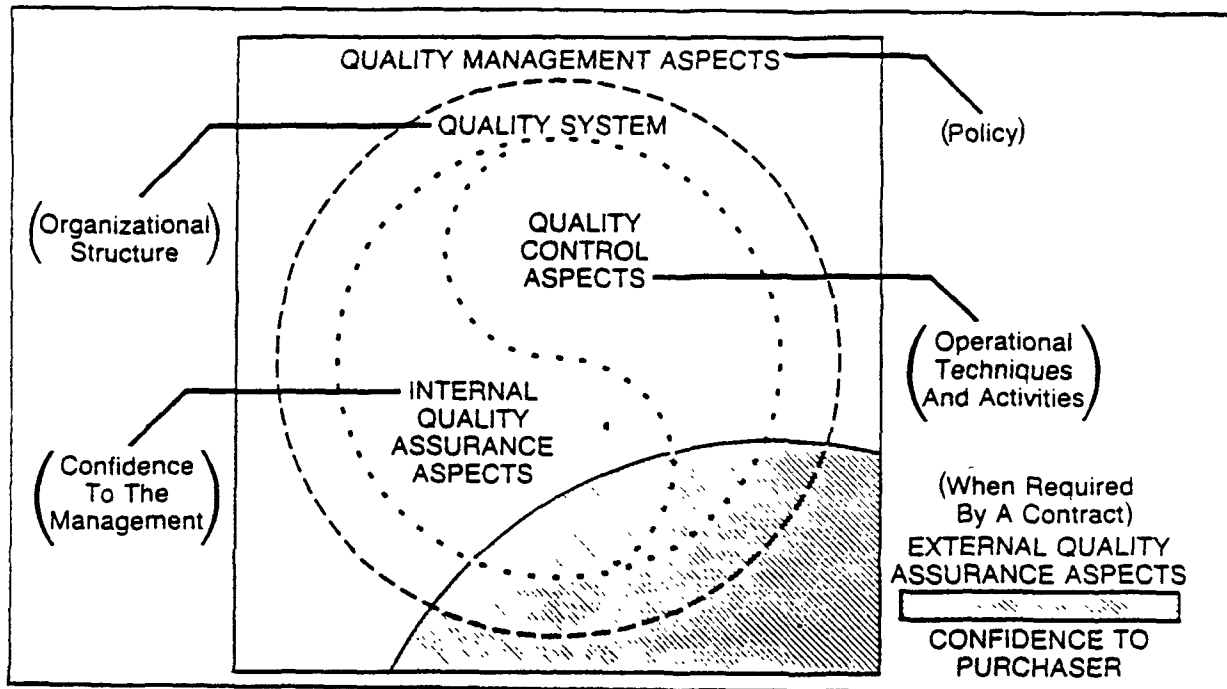 QUALITY MANAGEMENT ASPECTS
(Policy)
QUALITY SYSTEM
(Organizational
Structure)
QUALITY
CONTROL
ASPECTS
(Operational
Techniques
And Activities)
INTERNAL
QUALITY
ASSURANCE
ASPECTS
(Confidence
To The
Management)
(When Required
By A Contract)
EXTERNAL QUALITY
ASSURANCE ASPECTS
CONFIDENCE TO
PURCHASER